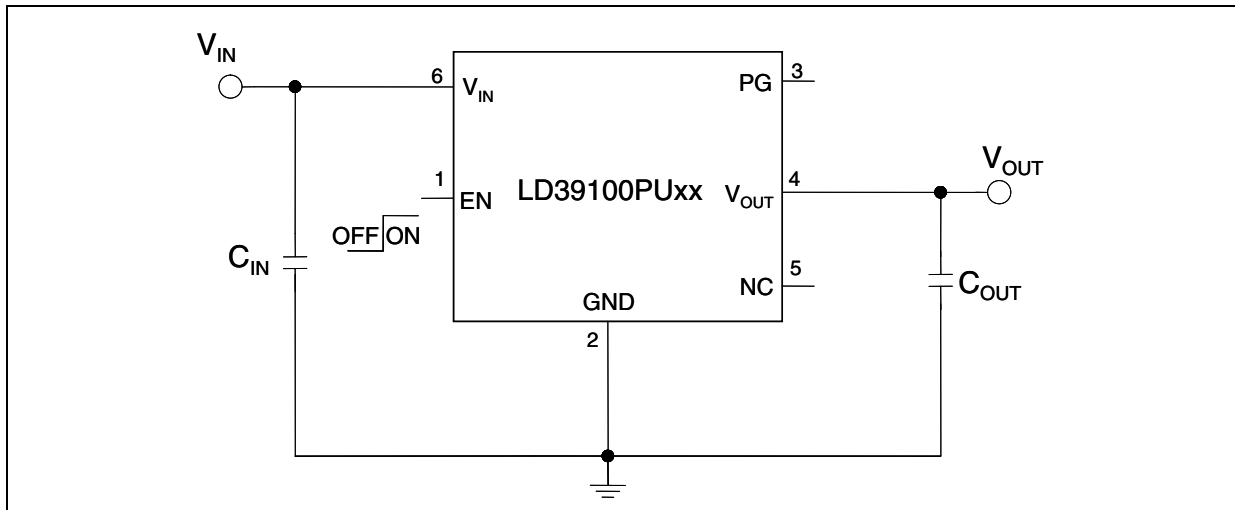 V_IN
6
V_IN
PG
3
1
EN
LD39100PUxx
V_OUT
4
V_OUT
OFF ON
C_IN
NC
5
C_OUT
GND
2